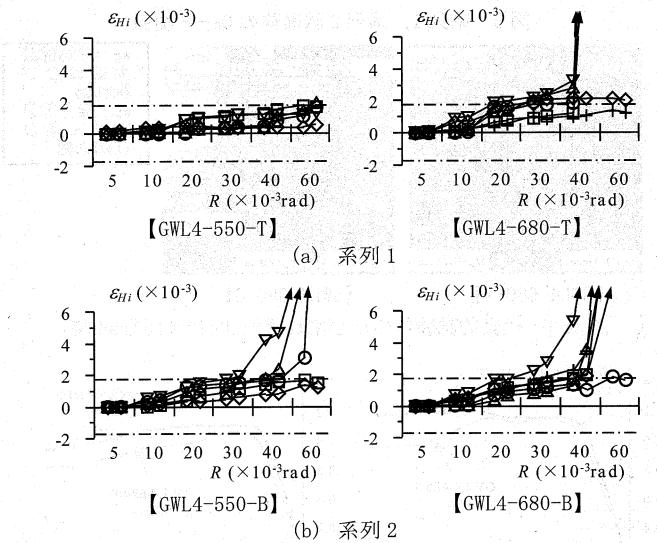 εHi (×10⁻³) εHi (×10⁻³)
6 6
4 4
2 2
0 0
-2 -2
5 10 20 30 40 60 5 10 20 30 40 60
R (×10⁻³rad) R (×10⁻³rad)
【GWL4-550-T】 【GWL4-680-T】
(a) 系列1
εHi (×10⁻³) εHi (×10⁻³)
6 6
4 4
2 2
0 0
-2 -2
5 10 20 30 40 60 5 10 20 30 40 60
R (×10⁻³rad) R (×10⁻³rad)
【GWL4-550-B】 【GWL4-680-B】
(b) 系列2